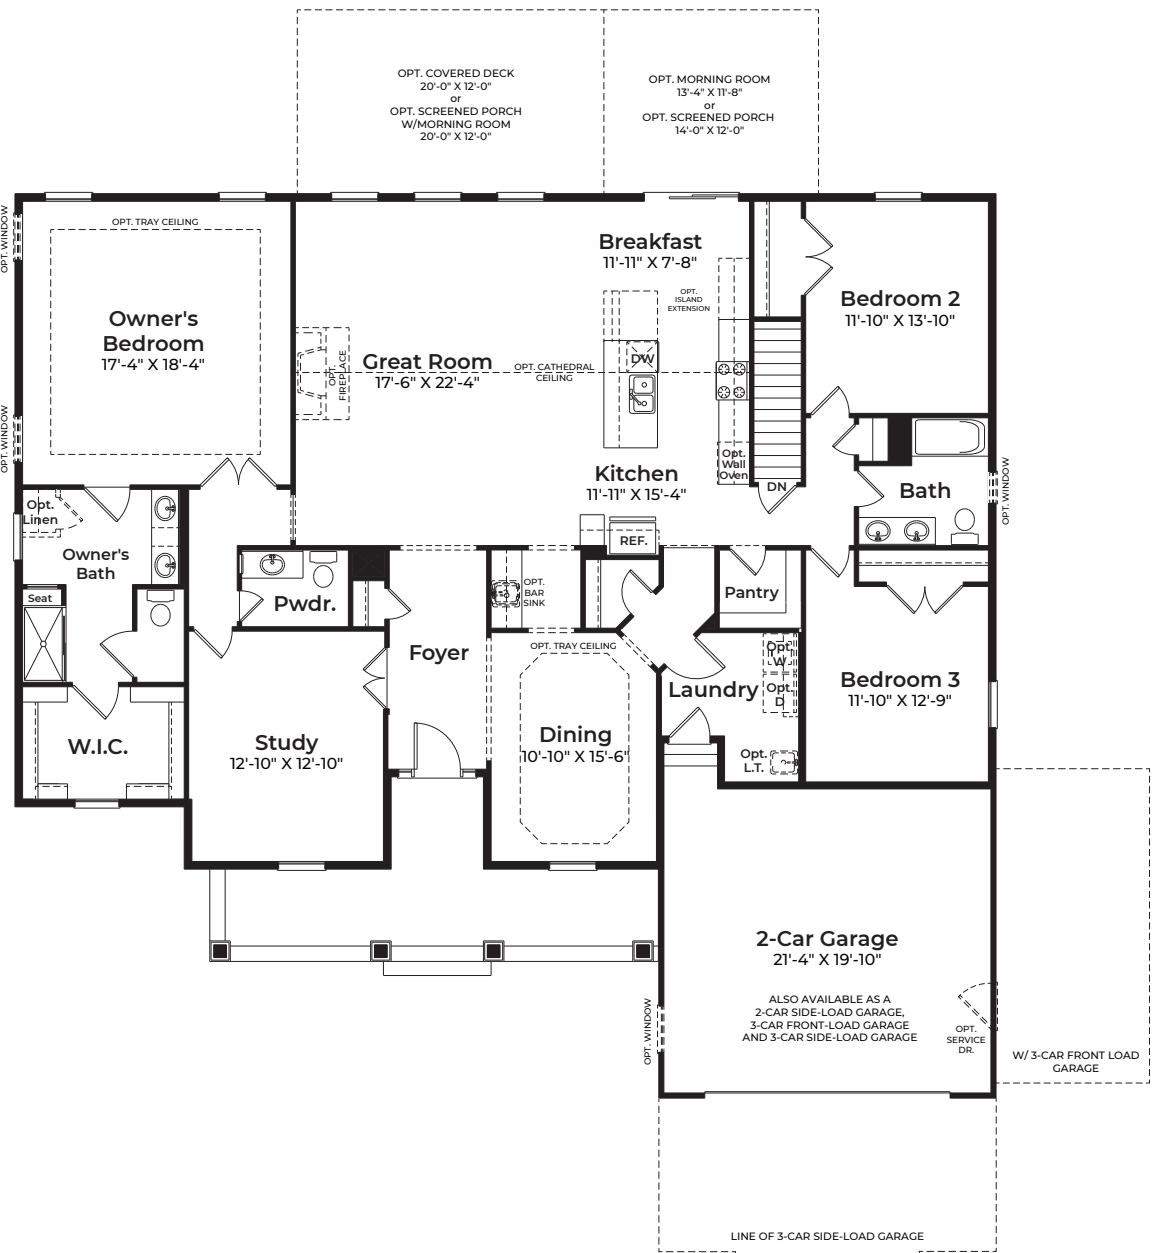 OPT. COVERED DECK
20'-0" X 12'-0"
or
OPT. SCREENED PORCH
W/MORNING ROOM
20'-0" X 12'-0"
OPT. MORNING ROOM
13'-4" X 11'-8"
or
OPT. SCREENED PORCH
14'-0" X 12'-0"
OPT. WINDOW
OPT. TRAY CEILING
Owner's
Bedroom
17'-4" X 18'-4"
OPT. WINDOW
Great Room
17'-6" X 22'-4"
OPT.
FIREPLACE
OPT. CATHEDRAL
CEILING
Breakfast
11'-11" X 7'-8"
OPT.
ISLAND
EXTENSION
DW
Kitchen
11'-11" X 15'-4"
Opt.
Wall
Oven
REF.
DN
Bedroom 2
11'-10" X 13'-10"
Bath
OPT. WINDOW
Opt.
Linen
Owner's
Bath
Seat
W.I.C.
Pwdr.
Study
12'-10" X 12'-10"
Foyer
OPT.
BAR
SINK
OPT. TRAY CEILING
Dining
10'-10" X 15'-6"
Pantry
Laundry
Opt.
W
Opt.
D
Opt.
L.T.
Bedroom 3
11'-10" X 12'-9"
2-Car Garage
21'-4" X 19'-10"
ALSO AVAILABLE AS A
2-CAR SIDE-LOAD GARAGE,
3-CAR FRONT-LOAD GARAGE
AND 3-CAR SIDE-LOAD GARAGE
OPT. WINDOW
OPT.
SERVICE
DR.
W/ 3-CAR FRONT LOAD
GARAGE
LINE OF 3-CAR SIDE-LOAD GARAGE